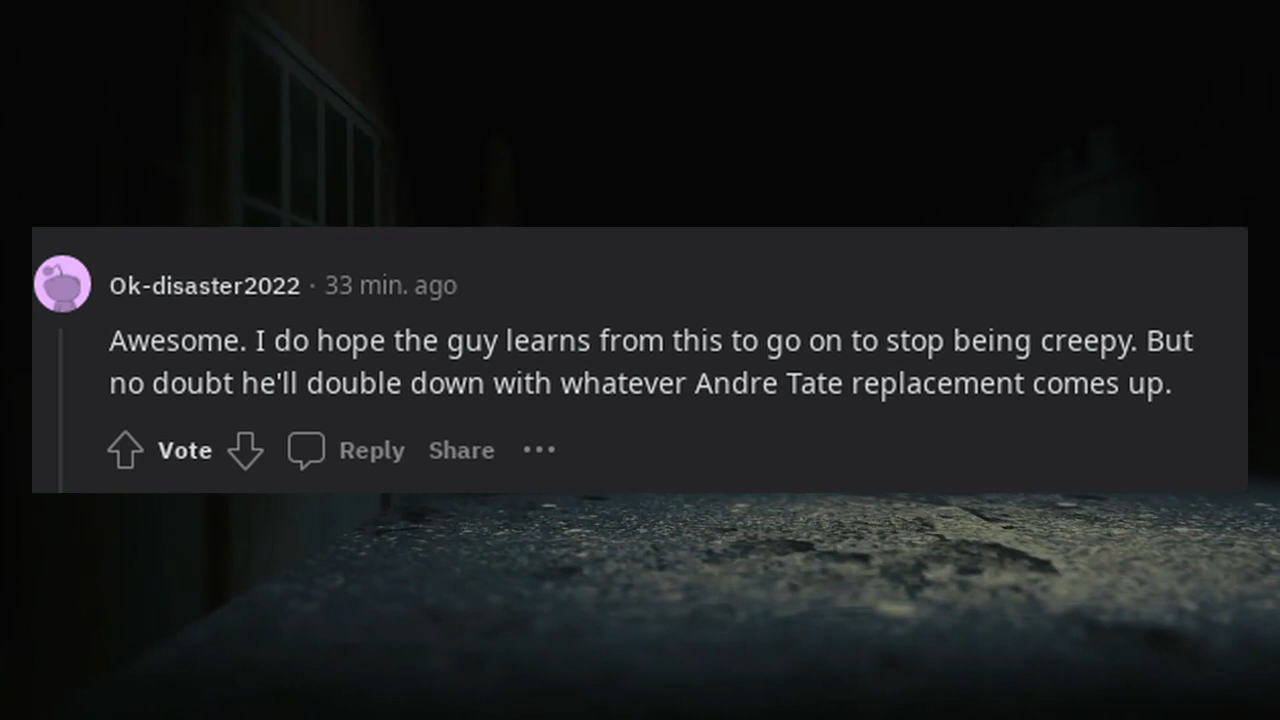 Ok-disaster2022 · 33 min. ago
Awesome. I do hope the guy learns from this to go on to stop being creepy. But
no doubt he'll double down with whatever Andre Tate replacement comes up.
Vote Reply Share ···